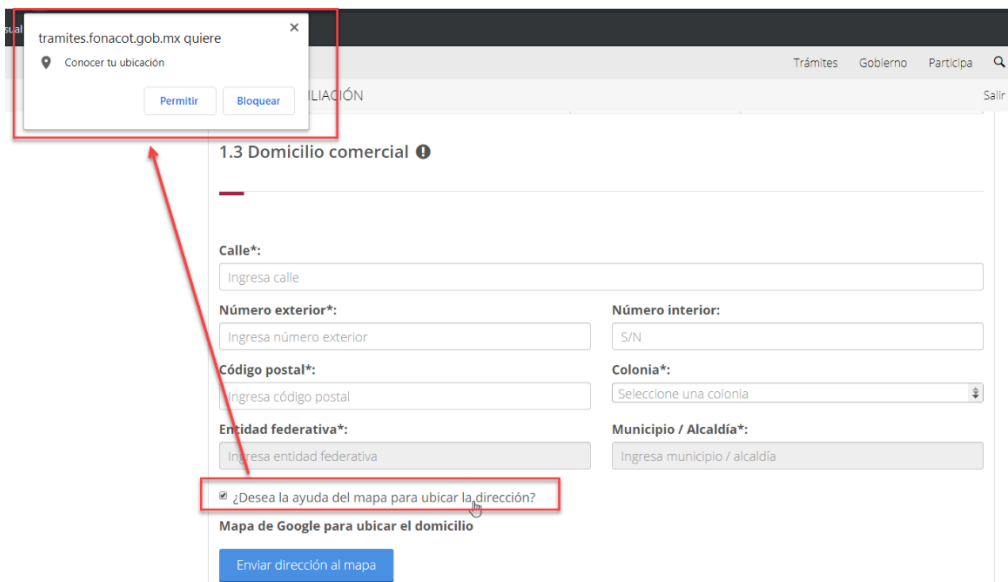 sual
tramites.fonacot.gob.mx quiere
Conocer tu ubicación
Permitir Bloquear
Trámites Gobierno Participa
ILIACIÓN Salir
1.3 Domicilio comercial
Calle*:
Ingresa calle
Número exterior*: Número interior:
Ingresa número exterior S/N
Código postal*: Colonia*:
Ingresa código postal Seleccione una colonia
Entidad federativa*: Municipio / Alcaldía*:
Ingresa entidad federativa Ingresa municipio / alcaldía
¿Desea la ayuda del mapa para ubicar la dirección?
Mapa de Google para ubicar el domicilio
Enviar dirección al mapa